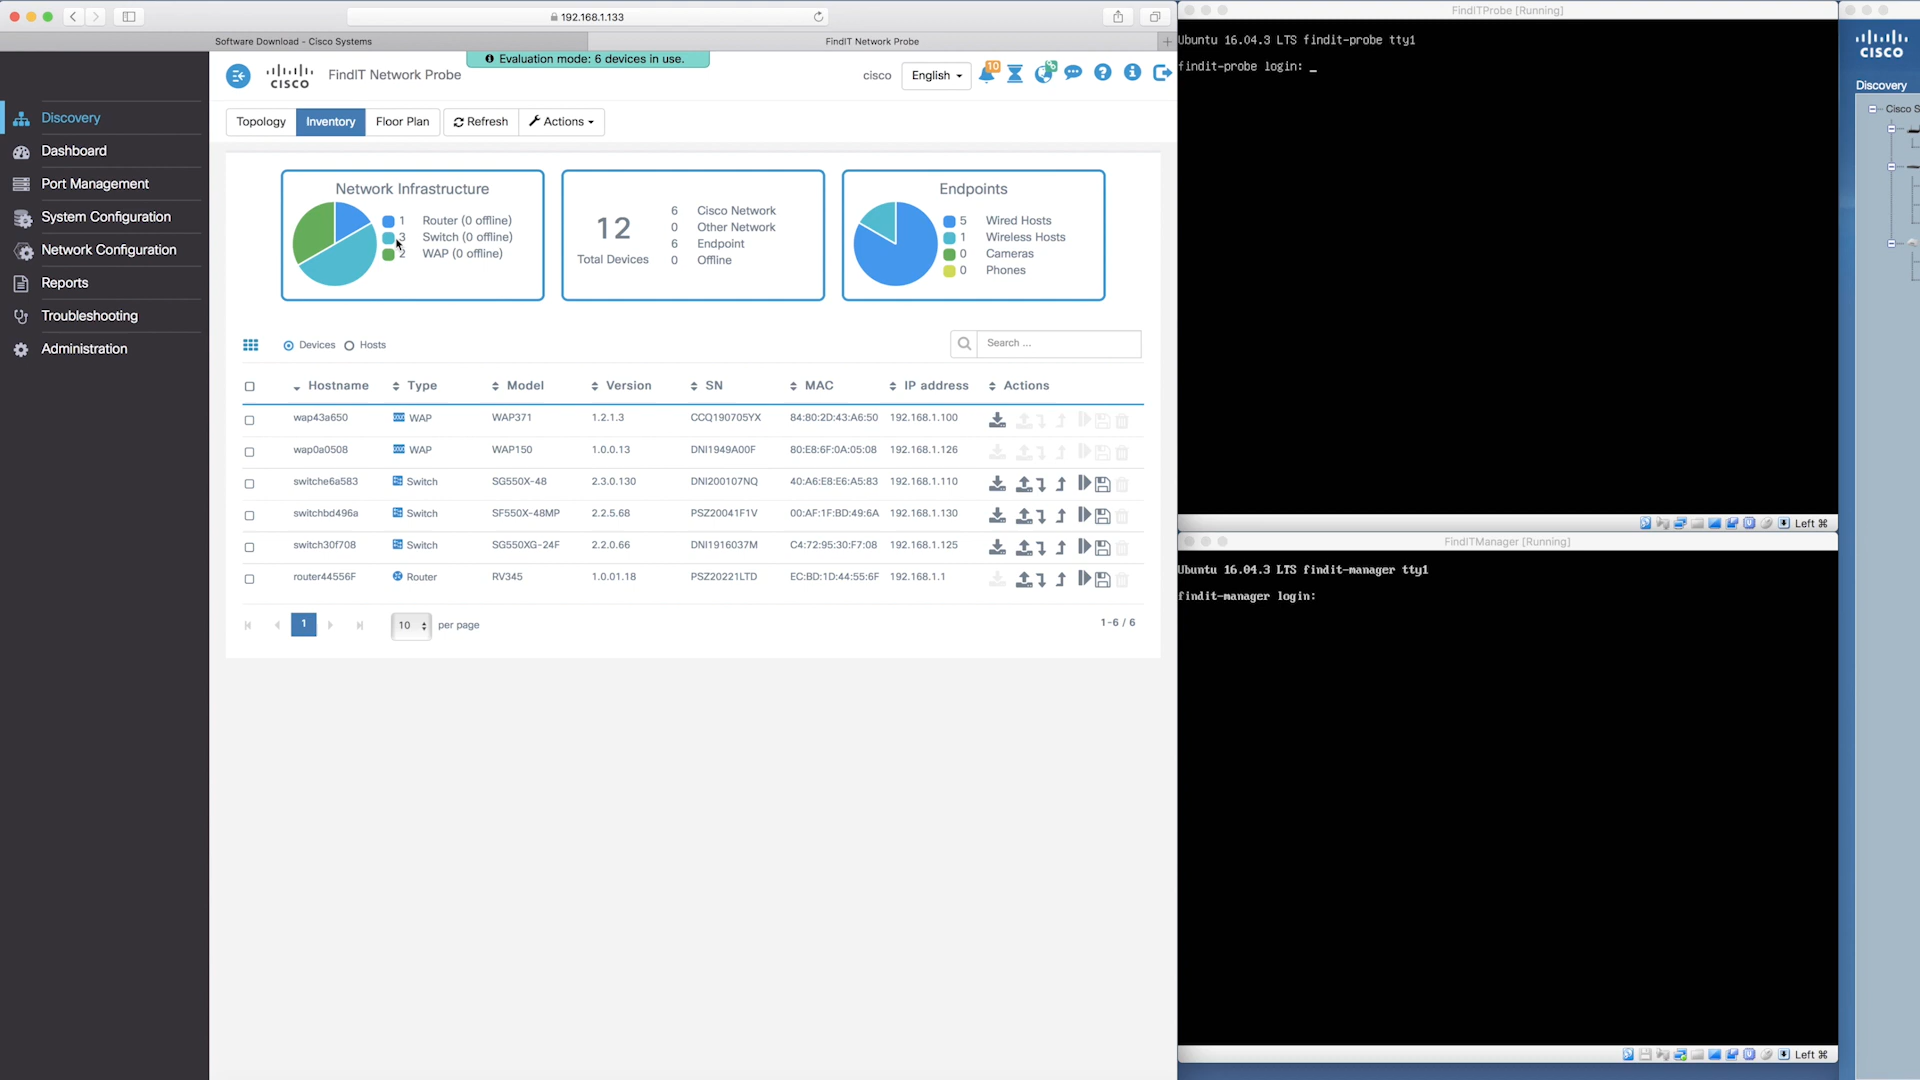 192.168.1.133
Software Download - Cisco Systems
FindIT Network Probe
Evaluation mode: 6 devices in use.
CISCO
FindIT Network Probe
cisco
English
10
Discovery
Dashboard
Port Management
System Configuration
Network Configuration
Reports
Troubleshooting
Administration
Topology
Inventory
Floor Plan
Refresh
Actions
Network Infrastructure
1 Router (0 offline)
3 Switch (0 offline)
2 WAP (0 offline)
12
Total Devices
6 Cisco Network
0 Other Network
6 Endpoint
0 Offline
Endpoints
5 Wired Hosts
1 Wireless Hosts
0 Cameras
0 Phones
Devices Hosts
Search ...
Hostname Type Model Version SN MAC IP address Actions
wap43a650 WAP WAP371 1.2.1.3 CCQ190705YX 84:80:2D:43:A6:50 192.168.1.100
wap0a0508 WAP WAP150 1.0.0.13 DNI1949A00F 80:E8:6F:0A:05:08 192.168.1.126
switche6a583 Switch SG550X-48 2.3.0.130 DNI200107NQ 40:A6:E8:E6:A5:83 192.168.1.110
switchbd496a Switch SF550X-48MP 2.2.5.68 PSZ20041F1V 00:AF:1F:BD:49:6A 192.168.1.130
switch30f708 Switch SG550XG-24F 2.2.0.66 DNI1916037M C4:72:95:30:F7:08 192.168.1.125
router44556F Router RV345 1.0.01.18 PSZ20221LTD EC:BD:1D:44:55:6F 192.168.1.1
1
10 per page
1-6 / 6
FindITProbe [Running]
Ubuntu 16.04.3 LTS findit-probe tty1
findit-probe login: _
Left ⌘
FindITManager [Running]
Ubuntu 16.04.3 LTS findit-manager tty1
findit-manager login:
Left ⌘
CISCO
Discovery
Cisco S